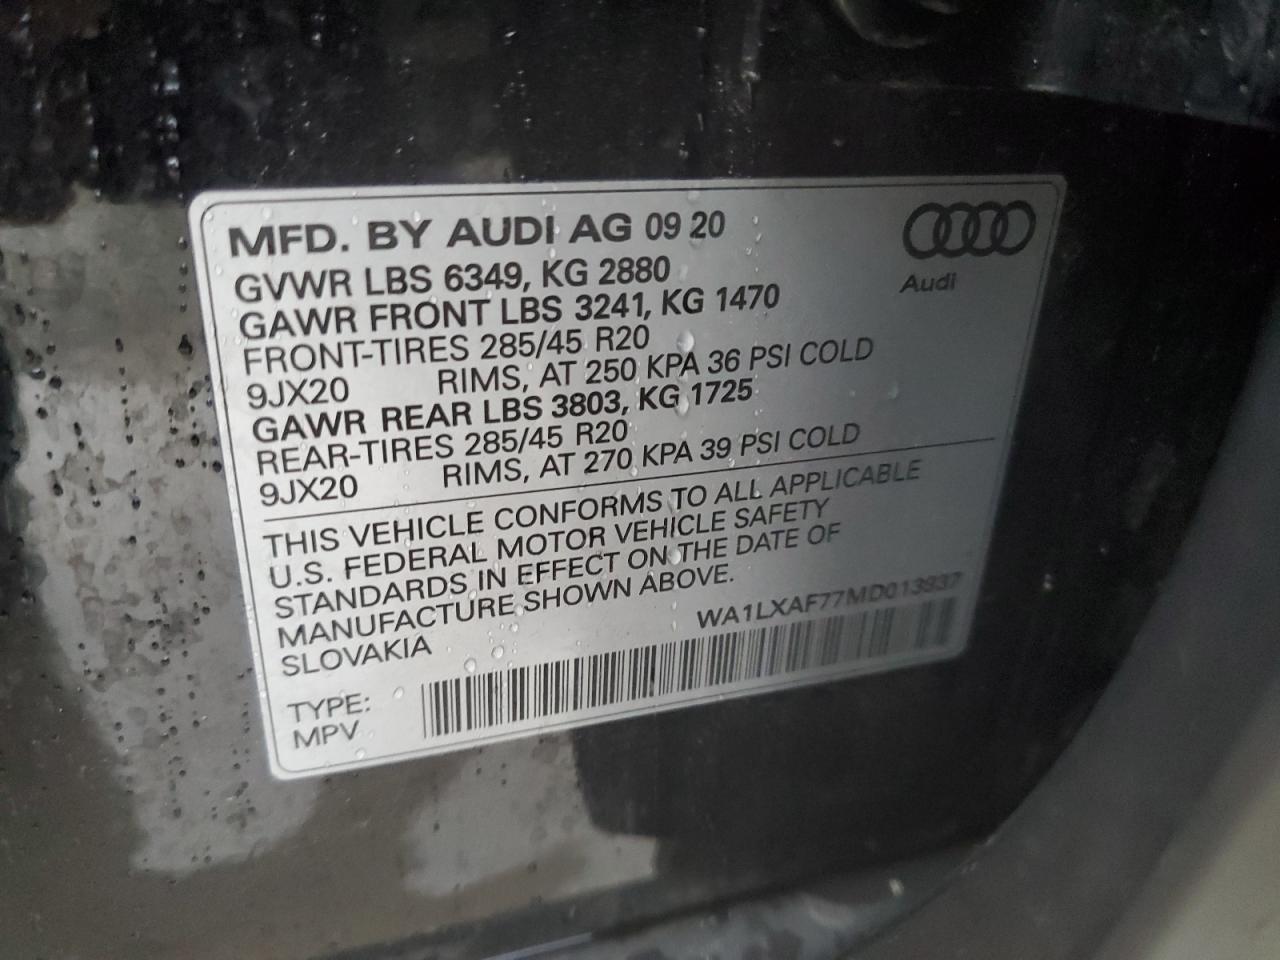 MFD. BY AUDI AG 09 20
Audi
GVWR LBS 6349, KG 2880
GAWR FRONT LBS 3241, KG 1470
FRONT-TIRES 285/45 R20
9JX20 RIMS, AT 250 KPA 36 PSI COLD
GAWR REAR LBS 3803, KG 1725
REAR-TIRES 285/45 R20
9JX20 RIMS, AT 270 KPA 39 PSI COLD
THIS VEHICLE CONFORMS TO ALL APPLICABLE
U.S. FEDERAL MOTOR VEHICLE SAFETY
STANDARDS IN EFFECT ON THE DATE OF
MANUFACTURE SHOWN ABOVE.
SLOVAKIA
WA1LXAF77MD013937
TYPE:
MPV